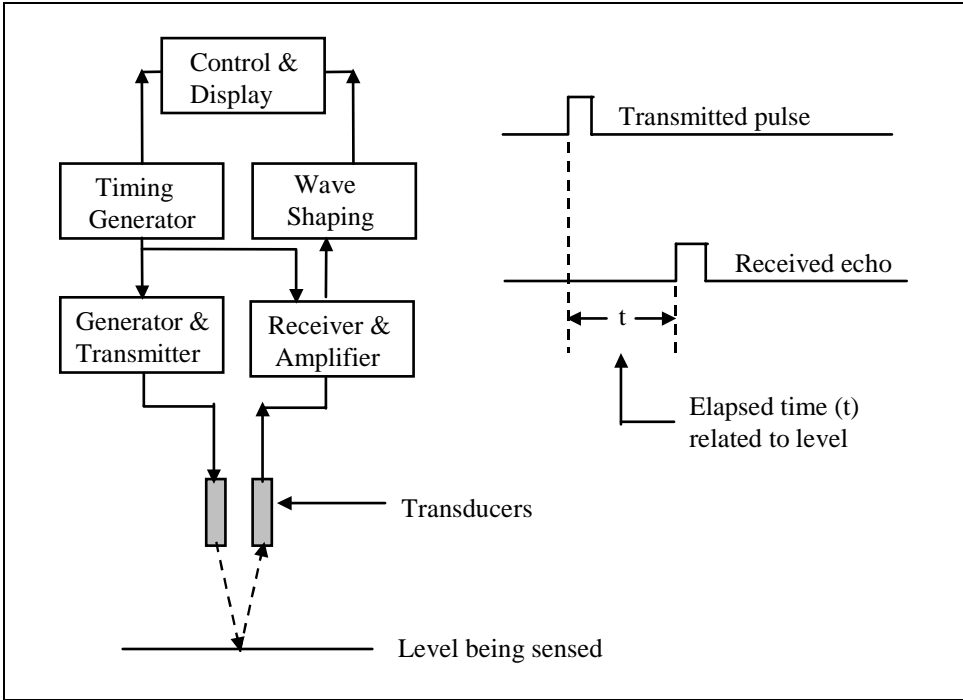 Control &
Display
Timing
Generator
Wave
Shaping
Generator &
Transmitter
Receiver &
Amplifier
Transducers
Level being sensed
Transmitted pulse
Received echo
t
Elapsed time (t)
related to level